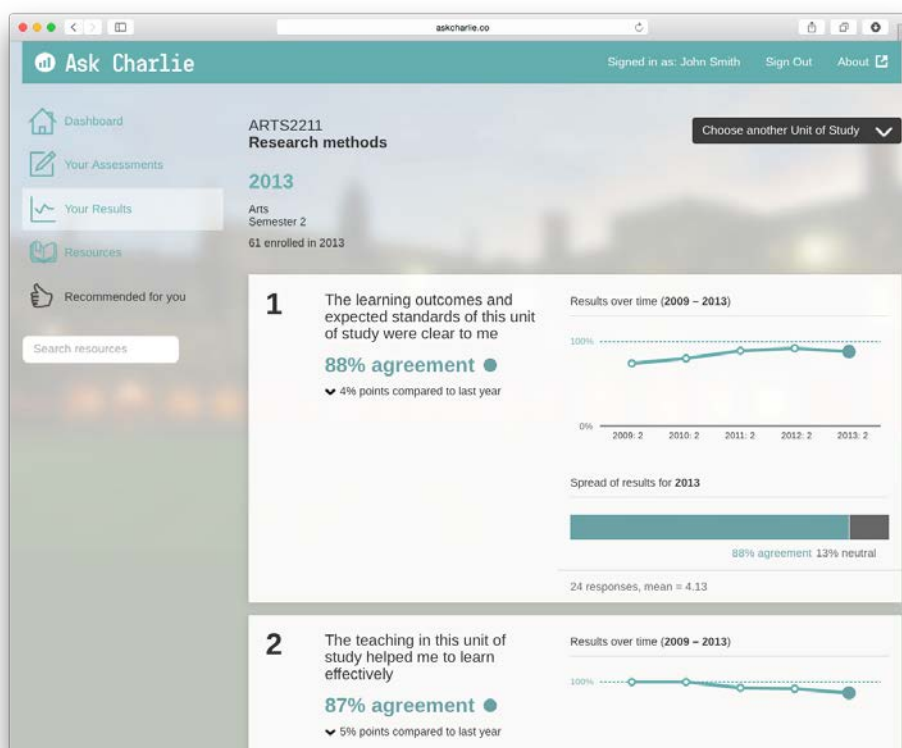 askcharlie.co
Ask Charlie
Signed in as: John Smith Sign Out About
Dashboard
Your Assessments
Your Results
Resources
Recommended for you
Search resources
ARTS2211
Research methods
Choose another Unit of Study
2013
Arts
Semester 2
61 enrolled in 2013
1
The learning outcomes and
expected standards of this unit
of study were clear to me
88% agreement
4% points compared to last year
Results over time (2009 – 2013)
100%
0%
2009: 2 2010: 2 2011: 2 2012: 2 2013: 2
Spread of results for 2013
88% agreement 13% neutral
24 responses, mean = 4.13
2
The teaching in this unit of
study helped me to learn
effectively
87% agreement
5% points compared to last year
Results over time (2009 – 2013)
100%